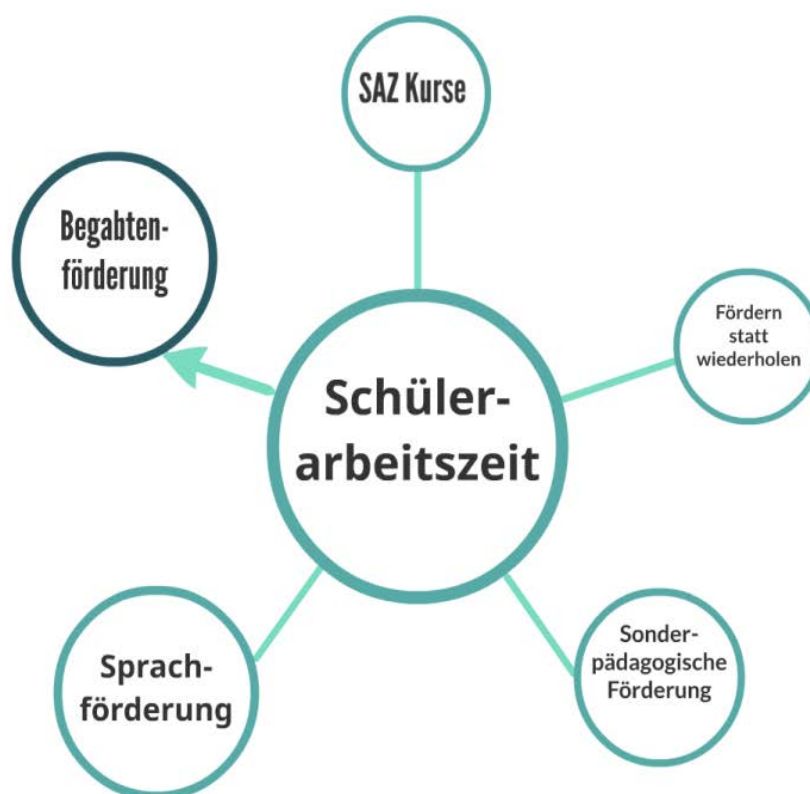 SAZ Kurse
Begabten-
förderung
Fördern
statt
wiederholen
Schüler-
arbeitszeit
Sprach-
förderung
Sonder-
pädagogische
Förderung